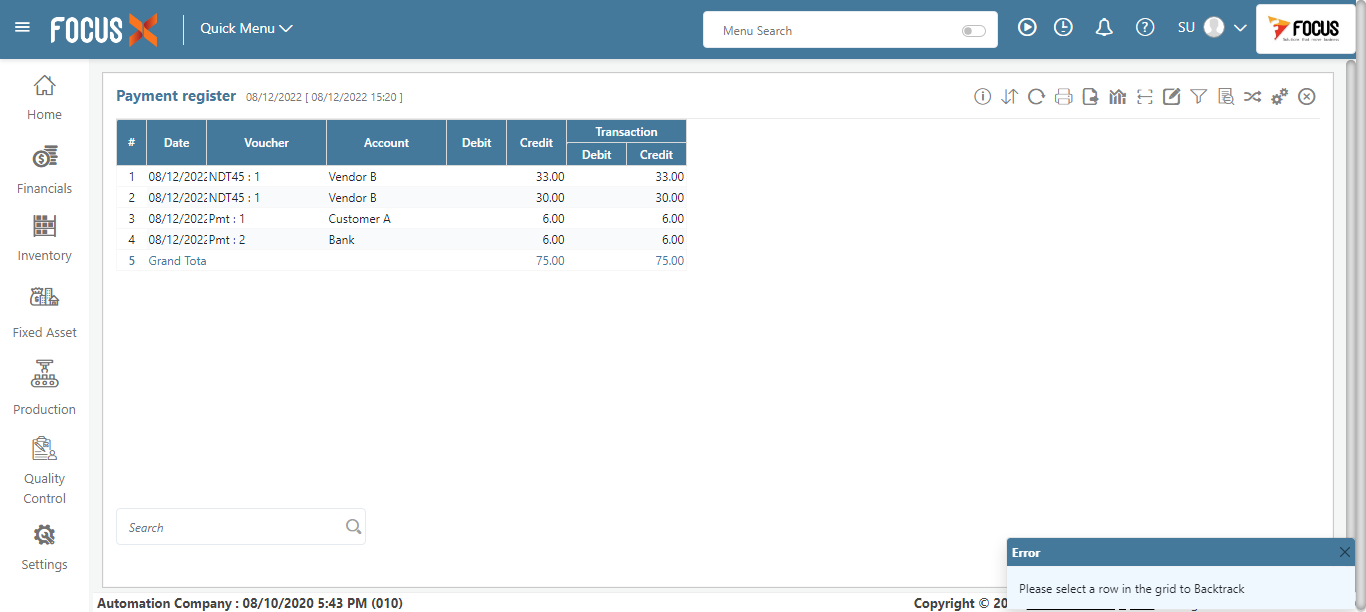 FOCUS X
Quick Menu
Menu Search
SU
FOCUS
Payment register 08/12/2022 [ 08/12/2022 15:20 ]
# Date Voucher Account Debit Credit Transaction
Debit Credit
1 08/12/2022 NDT45 : 1 Vendor B 33.00 33.00
2 08/12/2022 NDT45 : 1 Vendor B 30.00 30.00
3 08/12/2022 Pmt : 1 Customer A 6.00 6.00
4 08/12/2022 Pmt : 2 Bank 6.00 6.00
5 Grand Tota 75.00 75.00
Home
Financials
Inventory
Fixed Asset
Production
Quality
Control
Settings
Search
Error
Please select a row in the grid to Backtrack
Automation Company : 08/10/2020 5:43 PM (010)
Copyright © 20